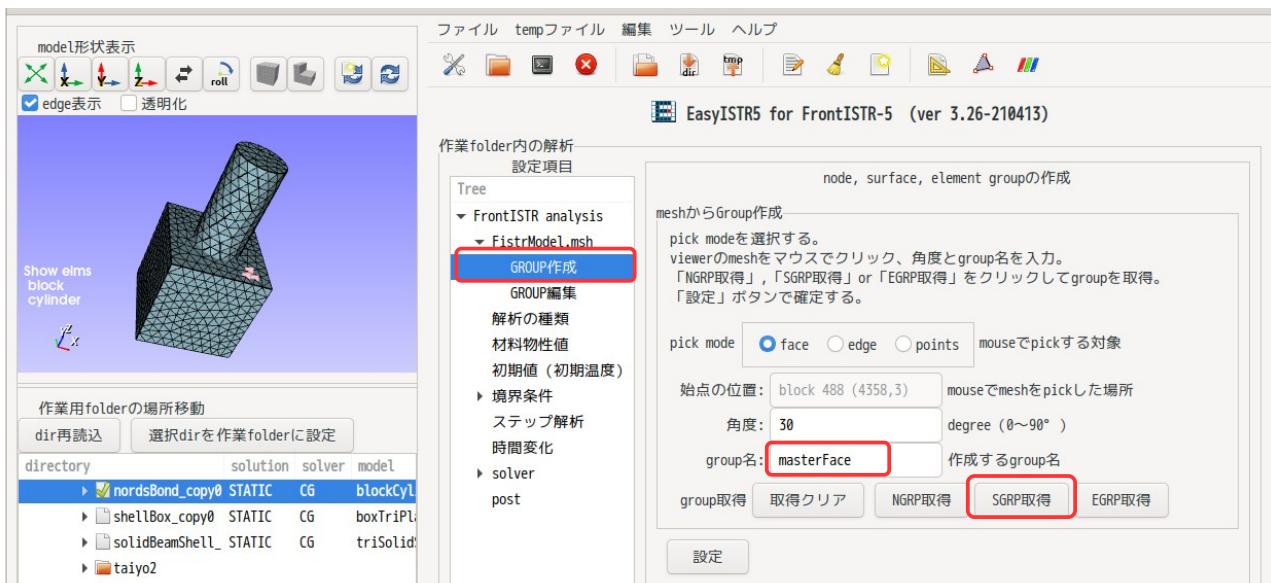 ファイル tempファイル 編集 ツール ヘルプ
model形状表示
roll
dir
tmp
edge表示 透明化
EasyISTR5 for FrontISTR-5 (ver 3.26-210413)
作業folder内の解析
設定項目
Tree
FrontISTR analysis
FistrModel.msh
GROUP作成
GROUP編集
解析の種類
材料物性値
初期値 (初期温度)
境界条件
ステップ解析
時間変化
solver
post
node, surface, element groupの作成
meshからGroup作成
pick modeを選択する。
viewerのmeshをマウスでクリック、角度とgroup名を入力。
「NGRP取得」,「SGRP取得」or「EGRP取得」をクリックしてgroupを取得。
「設定」ボタンで確定する。
pick mode face edge points mouseでpickする対象
始点の位置: block 488 (4358,3) mouseでmeshをpickした場所
角度: 30 degree (0～90° )
group名: masterFace 作成するgroup名
group取得 取得クリア NGRP取得 SGRP取得 EGRP取得
設定
Show elms
block
cylinder
作業用folderの場所移動
dir再読込 選択dirを作業folderに設定
directory solution solver model
nordsBond_copy0 STATIC CG blockCyl
shellBox_copy0 STATIC CG boxTriPl
solidBeamShell_ STATIC CG triSolid
taiyo2